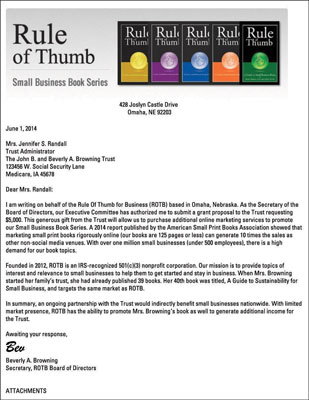 Rule
of Thumb
Small Business Book Series
Rule Rule Rule Rule Rule
Thumb
428 Joslyn Castle Drive
Omaha, NE 92203
June 1, 2014
Mrs. Jennifer S. Randall
Trust Administrator
The John B. and Beverly A. Browning Trust
123456 W. Social Security Lane
Medicare, IA 45678
Dear Mrs. Randall:
I am writing on behalf of the Rule Of Thumb for Business (ROTB) based in Omaha, Nebraska. As the Secretary of the
Board of Directors, our Executive Committee has authorized me to submit a grant proposal to the Trust requesting
$5,000. This generous gift from the Trust will allow us to purchase additional online marketing services to promote
our Small Business Book Series. A 2014 report published by the American Small Print Books Association showed that
marketing small print books rigorously online (our books are 125 pages or less) can generate 10 times the sales as
other non-social media venues. With over one million small businesses (under 500 employees), there is a high
demand for our book topics.
Founded in 2012, ROTB is an IRS-recognized 501(c)(3) nonprofit corporation. Our mission is to provide topics of
interest and relevance to small businesses to help them to get started and stay in business. When Mrs. Browning
started her family's trust, she had already published 39 books. Her 40th book was titled, A Guide to Sustainability for
Small Business, and targets the same market as ROTB.
In summary, an ongoing partnership with the Trust would indirectly benefit small businesses nationwide. With limited
market presence, ROTB has the ability to promote Mrs. Browning's book as well to generate additional income for
the Trust.
Awaiting your response,
Bev
Beverly A. Browning
Secretary, ROTB Board of Directors
ATTACHMENTS